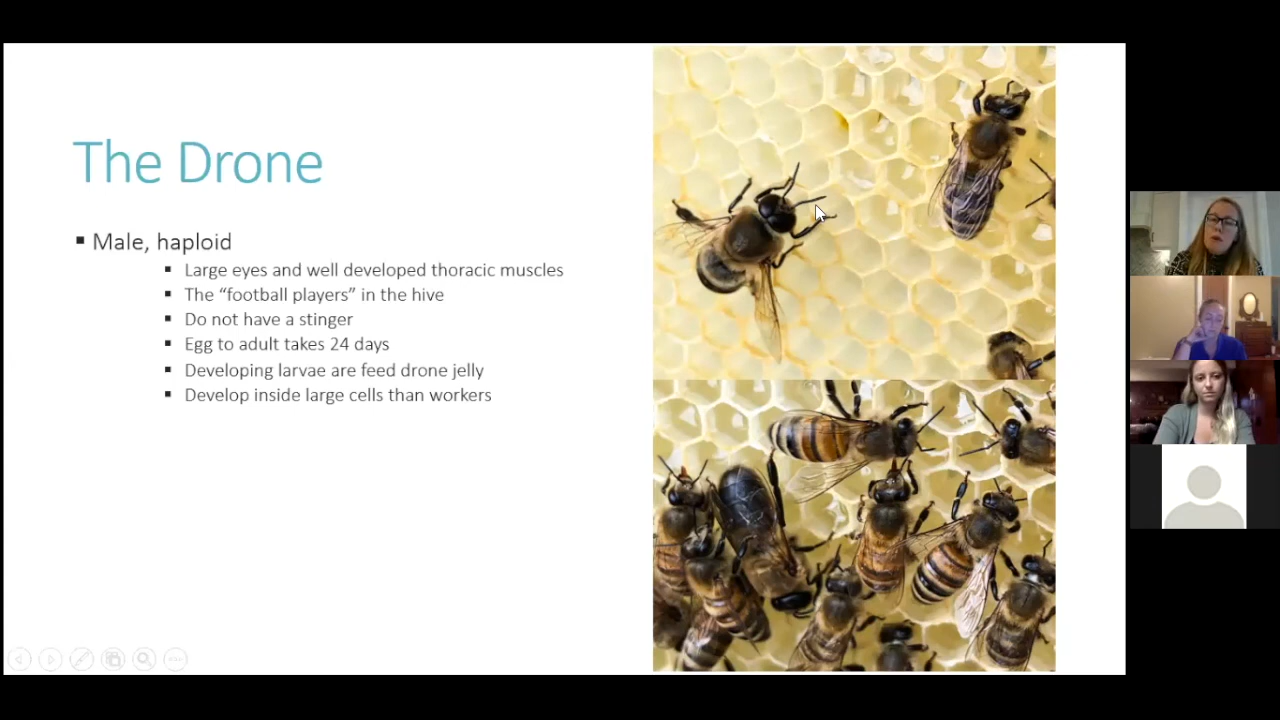 The Drone
▪ Male, haploid
▪ Large eyes and well developed thoracic muscles
▪ The “football players” in the hive
▪ Do not have a stinger
▪ Egg to adult takes 24 days
▪ Developing larvae are feed drone jelly
▪ Develop inside large cells than workers